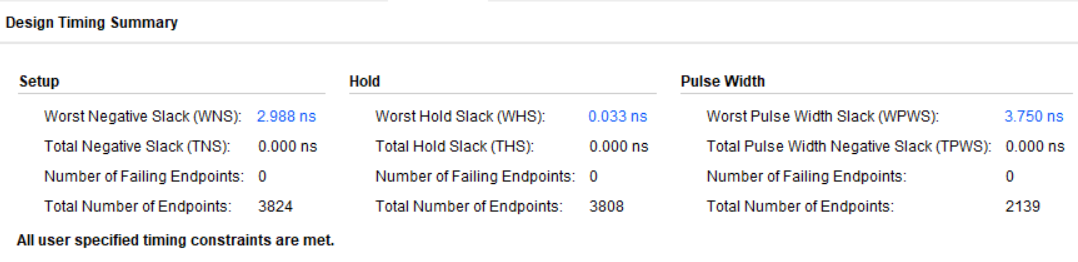 Design Timing Summary
Setup Hold Pulse Width
Worst Negative Slack (WNS): 2.988 ns Worst Hold Slack (WHS): 0.033 ns Worst Pulse Width Slack (WPWS): 3.750 ns
Total Negative Slack (TNS): 0.000 ns Total Hold Slack (THS): 0.000 ns Total Pulse Width Negative Slack (TPWS): 0.000 ns
Number of Failing Endpoints: 0 Number of Failing Endpoints: 0 Number of Failing Endpoints: 0
Total Number of Endpoints: 3824 Total Number of Endpoints: 3808 Total Number of Endpoints: 2139
All user specified timing constraints are met.